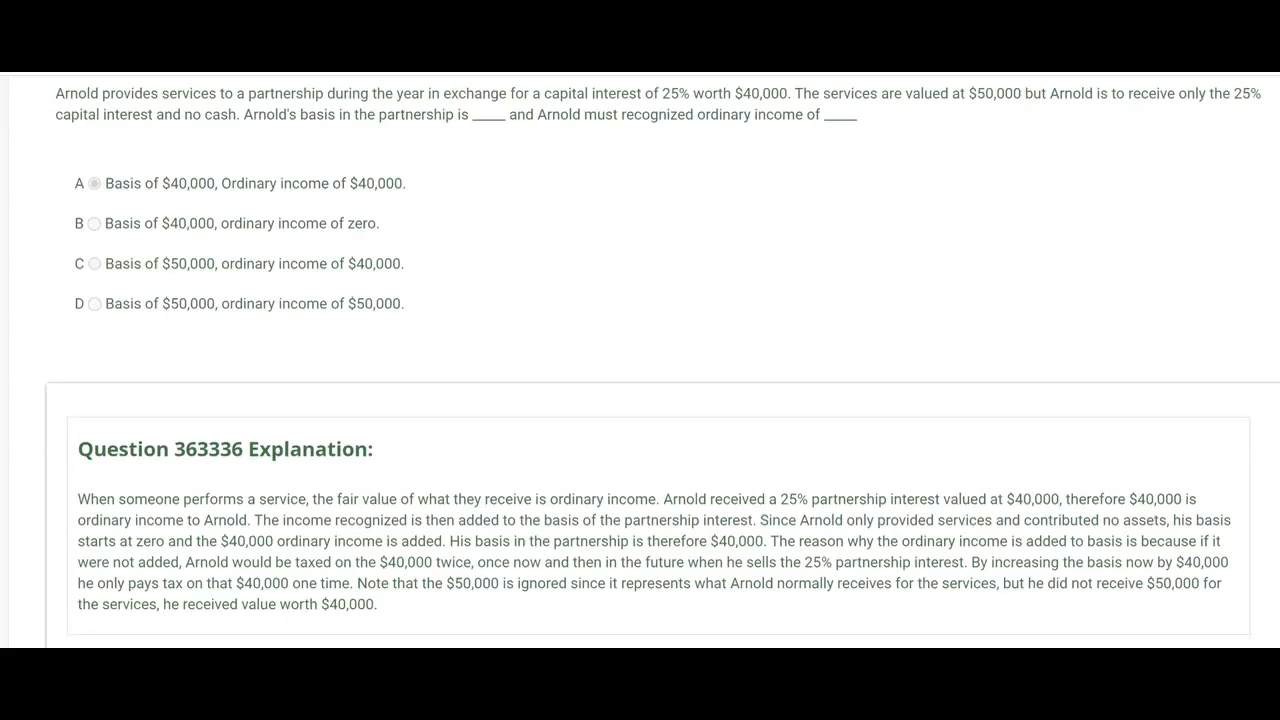 Arnold provides services to a partnership during the year in exchange for a capital interest of 25% worth $40,000. The services are valued at $50,000 but Arnold is to receive only the 25%
capital interest and no cash. Arnold's basis in the partnership is ____ and Arnold must recognized ordinary income of ____
A Basis of $40,000, Ordinary income of $40,000.
B Basis of $40,000, ordinary income of zero.
C Basis of $50,000, ordinary income of $40,000.
D Basis of $50,000, ordinary income of $50,000.
Question 363336 Explanation:
When someone performs a service, the fair value of what they receive is ordinary income. Arnold received a 25% partnership interest valued at $40,000, therefore $40,000 is
ordinary income to Arnold. The income recognized is then added to the basis of the partnership interest. Since Arnold only provided services and contributed no assets, his basis
starts at zero and the $40,000 ordinary income is added. His basis in the partnership is therefore $40,000. The reason why the ordinary income is added to basis is because if it
were not added, Arnold would be taxed on the $40,000 twice, once now and then in the future when he sells the 25% partnership interest. By increasing the basis now by $40,000
he only pays tax on that $40,000 one time. Note that the $50,000 is ignored since it represents what Arnold normally receives for the services, but he did not receive $50,000 for
the services, he received value worth $40,000.